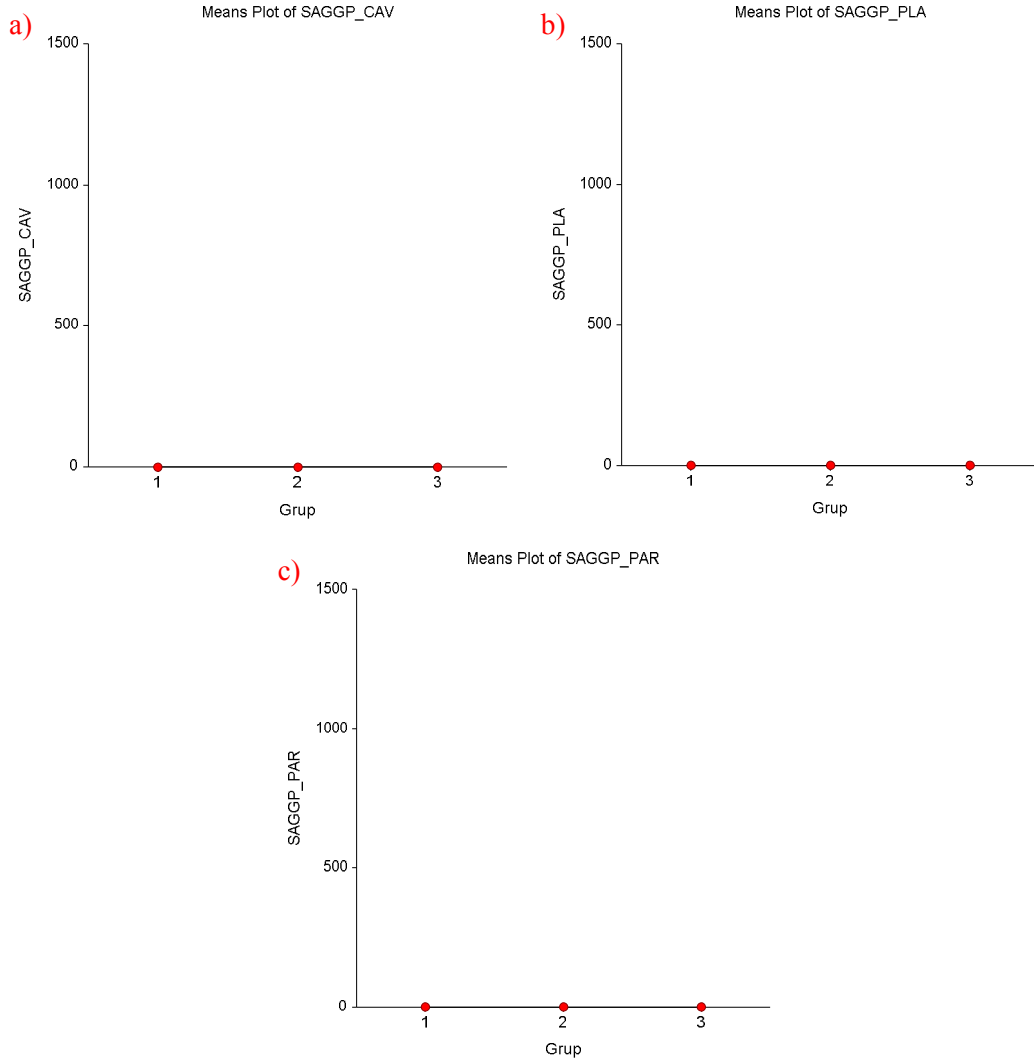 a)
Means Plot of SAGGP_CAV
1500
1000
500
0
SAGGP_CAV
1 2 3
Grup
b)
Means Plot of SAGGP_PLA
1500
1000
500
0
SAGGP_PLA
1 2 3
Grup
c)
Means Plot of SAGGP_PAR
1500
1000
500
0
SAGGP_PAR
1 2 3
Grup